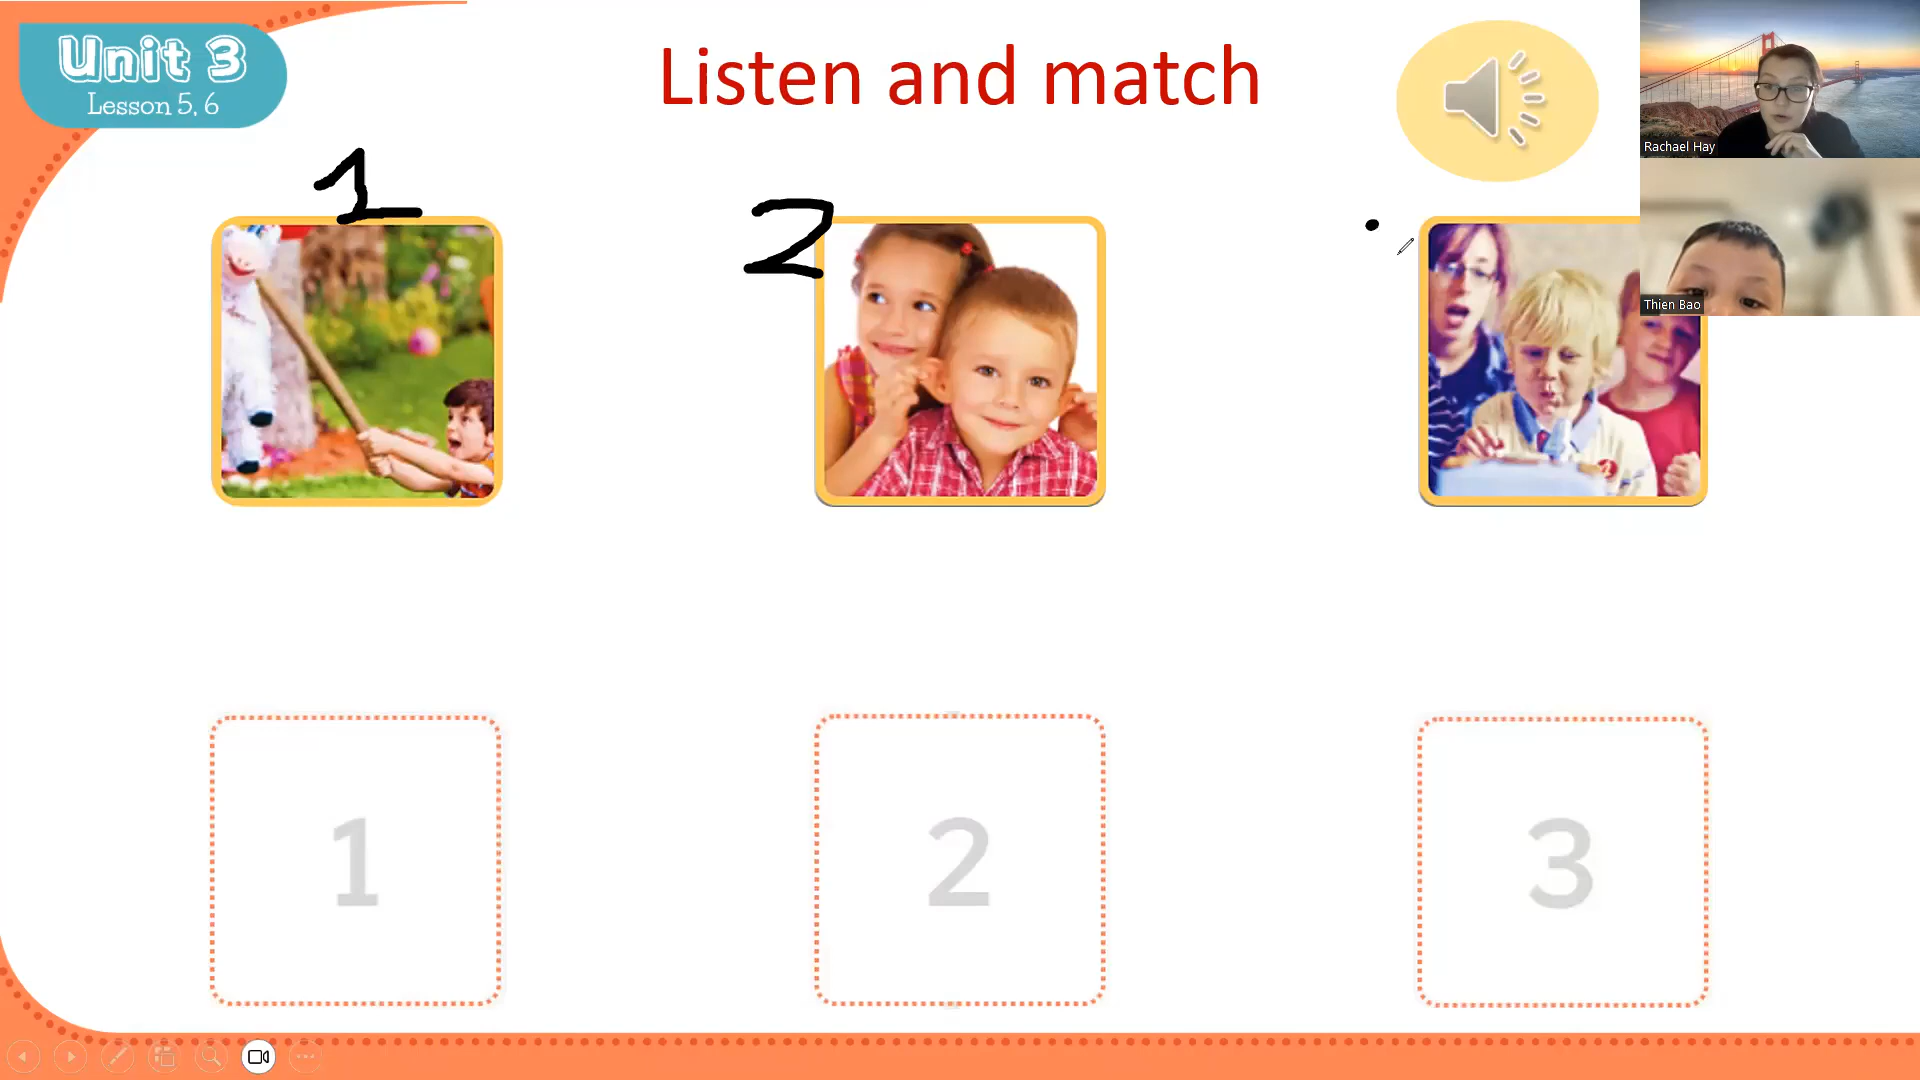 Unit 3
Lesson 5, 6
Listen and match
Rachael Hay
Thien Bao
1
2
1
2
3